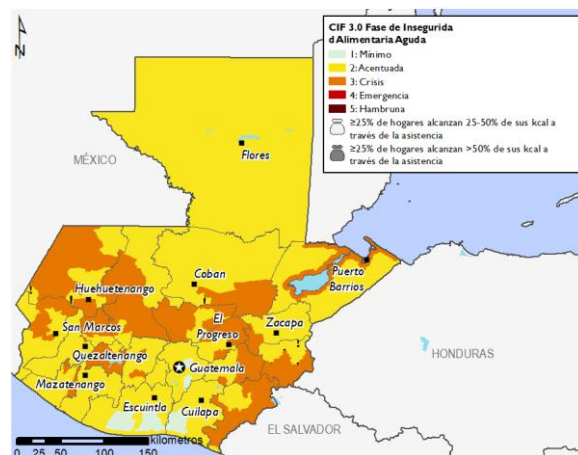 N
CIF 3.0 Fase de Insegurida
d Alimentaria Aguda
1: Mínimo
2: Acentuada
3: Crisis
4: Emergencia
5: Hambruna
≥25% de hogares alcanzan 25-50% de sus kcal a
través de la asistencia
≥25% de hogares alcanzan >50% de sus kcal a
través de la asistencia
MÉXICO
Flores
Coban
Puerto
Barrios
Huehuetenango
!
!
El
Progreso
Zacapa
San Marcos
!
Quezaltenango
Guatemala
HONDURAS
Mazatenango
Escuintla
Cuilapa
EL SALVADOR
kilometros
0 25 50 100 150